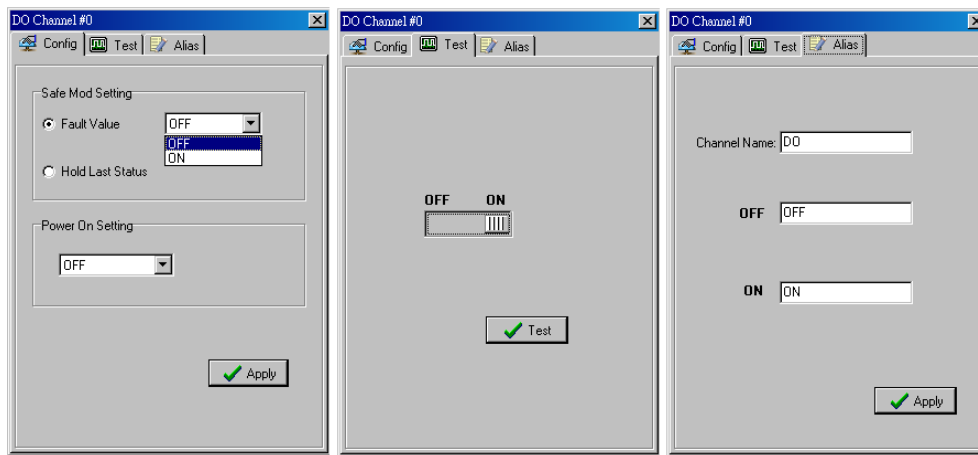 DO Channel #0
Config Test Alias
Safe Mod Setting
Fault Value OFF
OFF
ON
Hold Last Status
Power On Setting
OFF
Apply
DO Channel #0
Config Test Alias
OFF ON
Test
DO Channel #0
Config Test Alias
Channel Name: DO
OFF OFF
ON ON
Apply